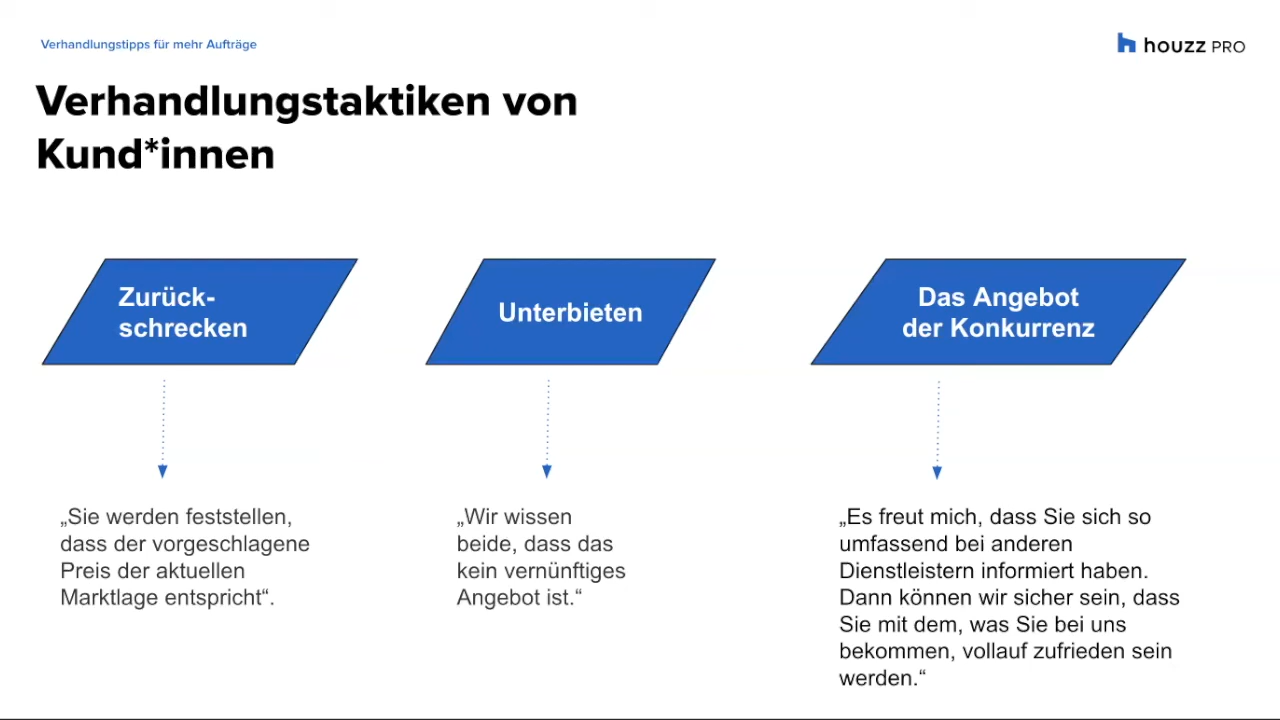 Verhandlungstipps für mehr Aufträge
houzz PRO
Verhandlungstaktiken von
Kund*innen
Zurück-
schrecken
Unterbieten
Das Angebot
der Konkurrenz
„Sie werden feststellen,
dass der vorgeschlagene
Preis der aktuellen
Marktlage entspricht“.
„Wir wissen
beide, dass das
kein vernünftiges
Angebot ist.“
„Es freut mich, dass Sie sich so
umfassend bei anderen
Dienstleistern informiert haben.
Dann können wir sicher sein, dass
Sie mit dem, was Sie bei uns
bekommen, vollauf zufrieden sein
werden.“